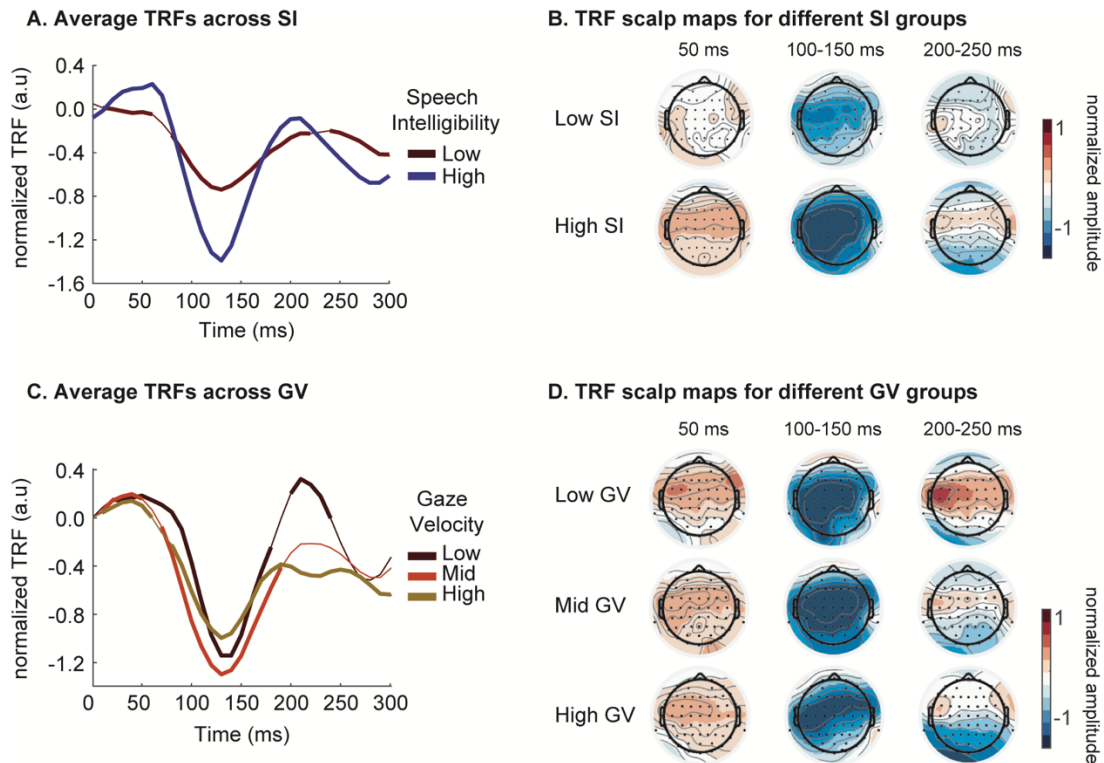 A. Average TRFs across SI
normalized TRF (a.u)
0.4
0.0
-0.4
-0.8
-1.2
-1.6
0 50 100 150 200 250 300
Time (ms)
Speech
Intelligibility
Low
High
B. TRF scalp maps for different SI groups
50 ms 100-150 ms 200-250 ms
Low SI
High SI
1
-1
normalized amplitude
C. Average TRFs across GV
normalized TRF (a.u)
0.4
0.0
-0.4
-0.8
-1.2
0 50 100 150 200 250 300
Time (ms)
Gaze
Velocity
Low
Mid
High
D. TRF scalp maps for different GV groups
50 ms 100-150 ms 200-250 ms
Low GV
Mid GV
High GV
1
-1
normalized amplitude